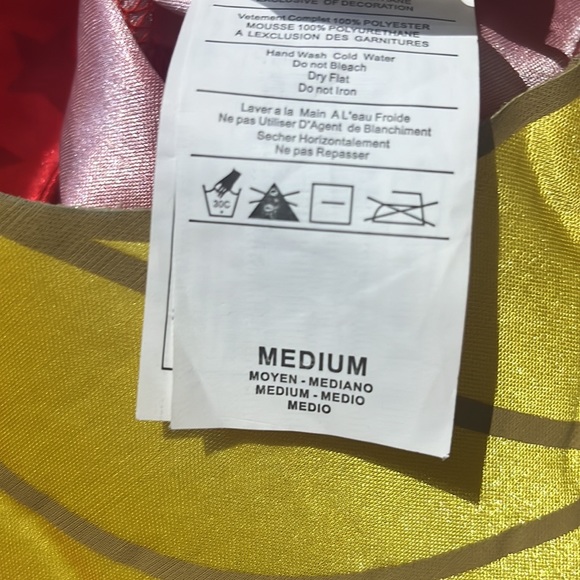 EXCLUSIVE OF DECORATION
Vetement Complet 100% POLYESTER
MOUSSE 100% POLYURETHANE
A LEXCLUSION DES GARNITURES
Hand Wash Cold Water
Do not Bleach
Dry Flat
Do not Iron
Laver a la Main A L'eau Froide
Ne pas Utiliser D'Agent de Blanchiment
Secher Horizontalement
Ne pas Repasser
30C
MEDIUM
MOYEN - MEDIANO
MEDIUM - MEDIO
MEDIO